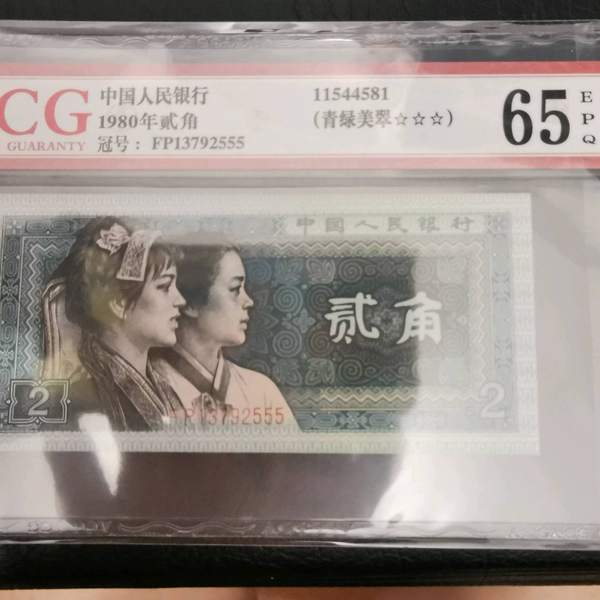 CG
GUARANTY
中国人民银行
1980年贰角
冠号： FP13792555
11544581
(青绿美翠☆☆☆)
65
EPQ
中国人民银行
贰角
FP13792555
2
2